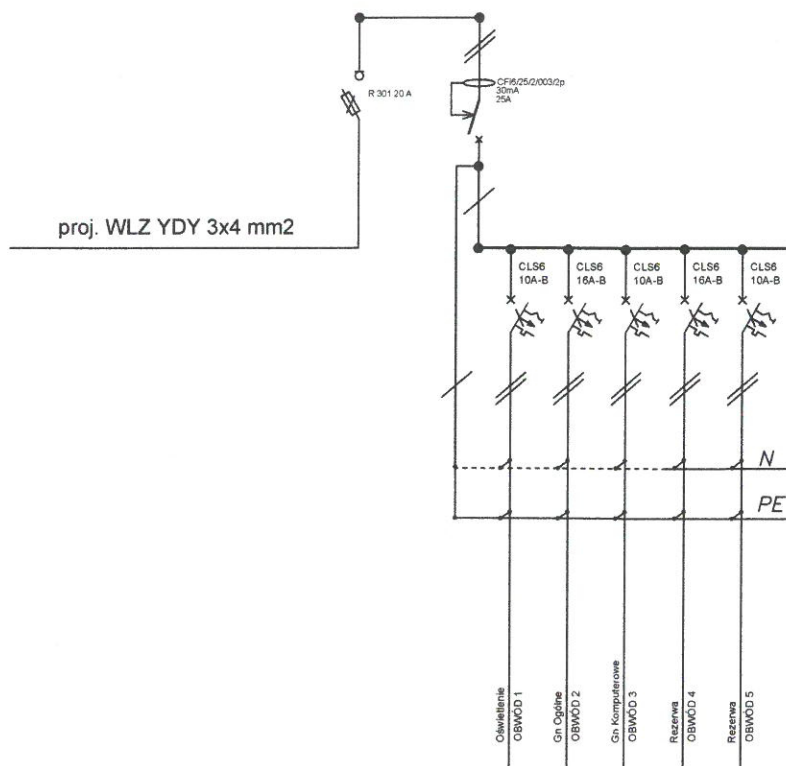 CFI6/25/2/003/2p
30mA
25A
R 301 20 A
proj. WLZ YDY 3x4 mm2
CLS6
10A-B
CLS6
16A-B
CLS6
10A-B
CLS6
16A-B
CLS6
10A-B
N
PE
Oświetlenie
OBWÓD 1
Gn Ogólne
OBWÓD 2
Gn Komputerowe
OBWÓD 3
Rezerwa
OBWÓD 4
Rezerwa
OBWÓD 5